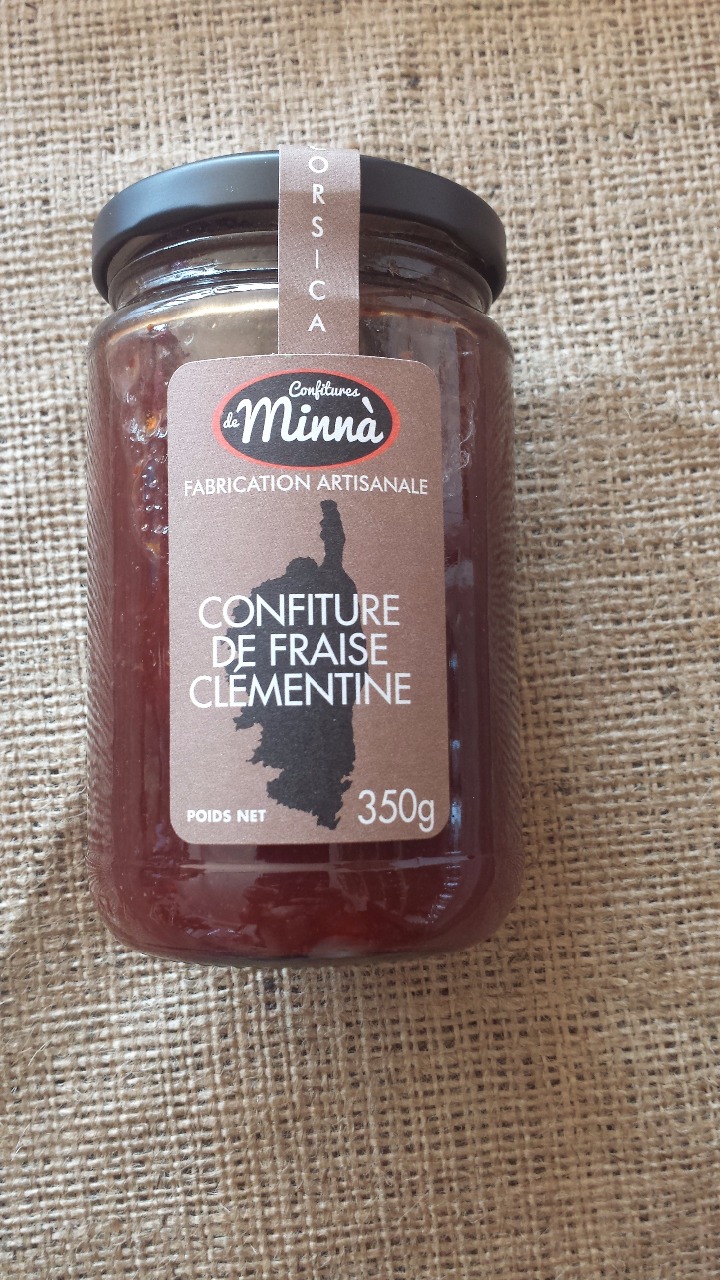 CORSICA
Confitures
de Minnà
FABRICATION ARTISANALE
CONFITURE
DE FRAISE
CLÉMENTINE
POIDS NET 350g